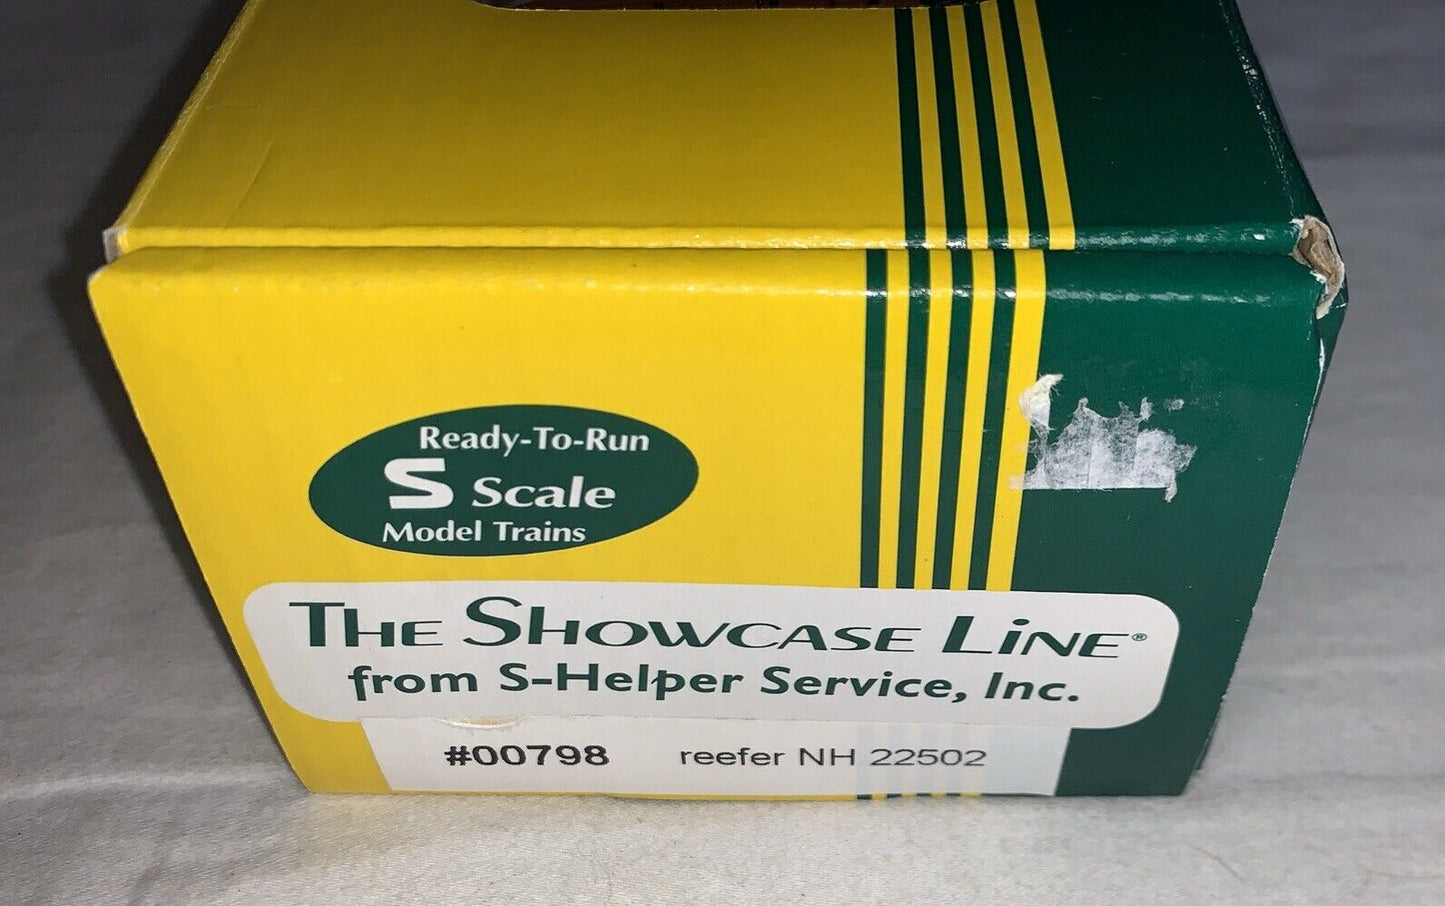 Ready-To-Run
S Scale
Model Trains
THE SHOWCASE LiNE®
from S-Helper Service, Inc.
#00798 reefer NH 22502